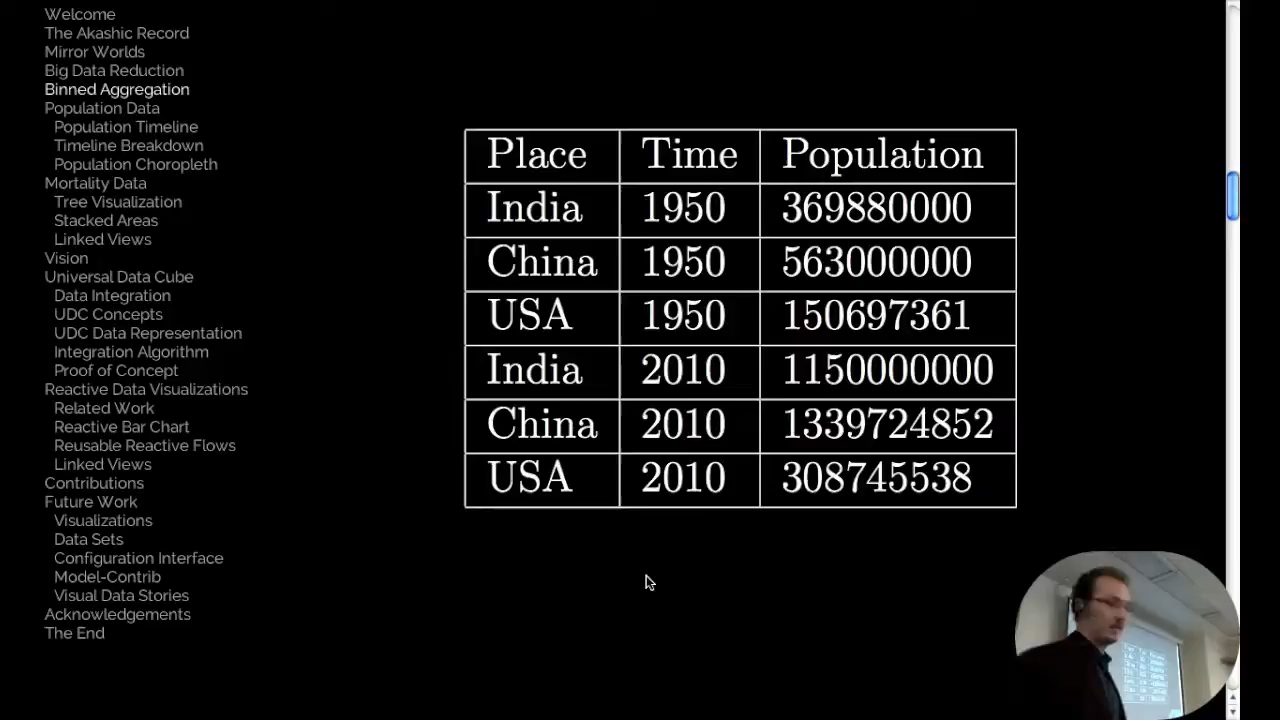 Welcome
The Akashic Record
Mirror Worlds
Big Data Reduction
Binned Aggregation
Population Data
Population Timeline
Timeline Breakdown
Population Choropleth
Mortality Data
Tree Visualization
Stacked Areas
Linked Views
Vision
Universal Data Cube
Data Integration
UDC Concepts
UDC Data Representation
Integration Algorithm
Proof of Concept
Reactive Data Visualizations
Related Work
Reactive Bar Chart
Reusable Reactive Flows
Linked Views
Contributions
Future Work
Visualizations
Data Sets
Configuration Interface
Model-Contrib
Visual Data Stories
Acknowledgements
The End
Place Time Population
India 1950 369880000
China 1950 563000000
USA 1950 150697361
India 2010 1150000000
China 2010 1339724852
USA 2010 308745538